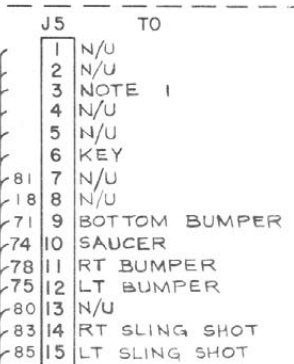 J5 TO
1 N/U
2 N/U
3 NOTE 1
4 N/U
5 N/U
6 KEY
81 7 N/U
18 8 N/U
71 9 BOTTOM BUMPER
74 10 SAUCER
78 11 RT BUMPER
75 12 LT BUMPER
80 13 N/U
83 14 RT SLING SHOT
85 15 LT SLING SHOT